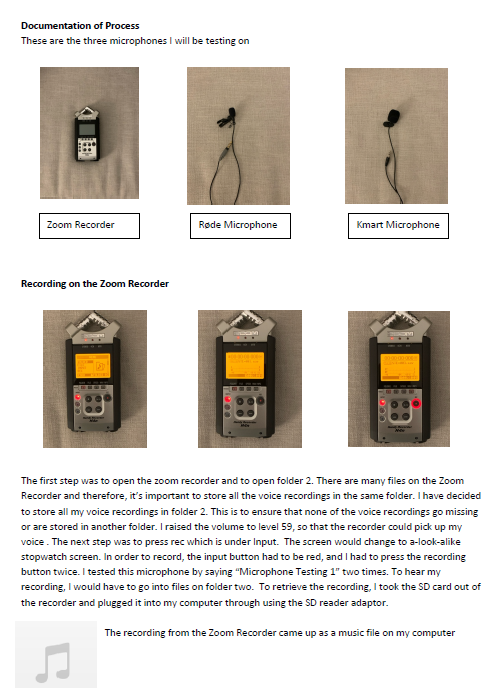 Documentation of Process
These are the three microphones I will be testing on
Zoom Recorder
Røde Microphone
Kmart Microphone
Recording on the Zoom Recorder
The first step was to open the zoom recorder and to open folder 2. There are many files on the Zoom
Recorder and therefore, it's important to store all the voice recordings in the same folder. I have decided
to store all my voice recordings in folder 2. This is to ensure that none of the voice recordings go missing
or are stored in another folder. I raised the volume to level 59, so that the recorder could pick up my
voice . The next step was to press rec which is under Input.  The screen would change to a-look-alike
stopwatch screen. In order to record, the input button had to be red, and I had to press the recording
button twice. I tested this microphone by saying “Microphone Testing 1” two times. To hear my
recording, I would have to go into files on folder two.  To retrieve the recording, I took the SD card out of
the recorder and plugged it into my computer through using the SD reader adaptor.
The recording from the Zoom Recorder came up as a music file on my computer